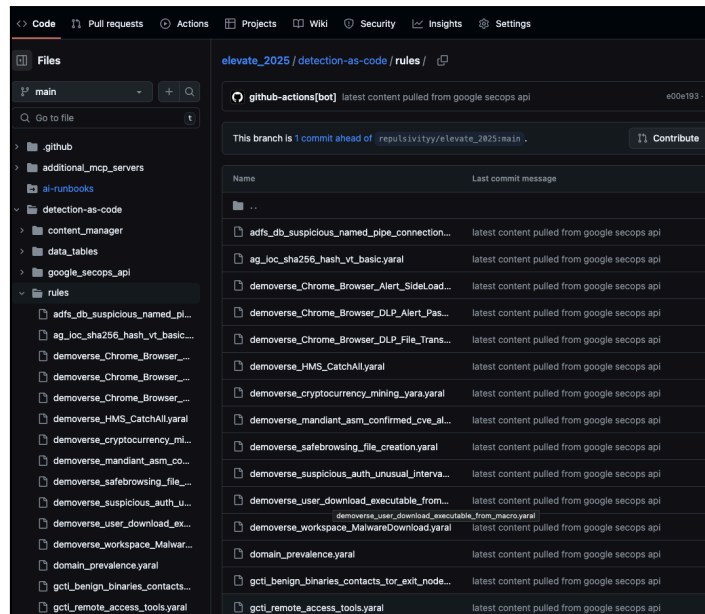 Code Pull requests Actions Projects Wiki Security Insights Settings
Files
main
Go to file t
.github
additional_mcp_servers
ai-runbooks
detection-as-code
content_manager
data_tables
google_secops_api
rules
adfs_db_suspicious_named_pi...
ag_ioc_sha256_hash_vt_basic....
demoverse_Chrome_Browser_...
demoverse_Chrome_Browser_...
demoverse_Chrome_Browser_...
demoverse_HMS_CatchAll.yaral
demoverse_cryptocurrency_mi...
demoverse_mandiant_asm_co...
demoverse_safebrowsing_file_...
demoverse_suspicious_auth_u...
demoverse_user_download_ex...
demoverse_workspace_Malwar...
domain_prevalence.yaral
gcti_benign_binaries_contacts...
gcti_remote_access_tools.yaral
elevate_2025 / detection-as-code / rules /
github-actions[bot] latest content pulled from google secops api e00e193 ·
This branch is 1 commit ahead of repulsivityy/elevate_2025:main . Contribute
Name Last commit message
..
adfs_db_suspicious_named_pipe_connection... latest content pulled from google secops api
ag_ioc_sha256_hash_vt_basic.yaral latest content pulled from google secops api
demoverse_Chrome_Browser_Alert_SideLoad... latest content pulled from google secops api
demoverse_Chrome_Browser_DLP_Alert_Pas... latest content pulled from google secops api
demoverse_Chrome_Browser_DLP_File_Trans... latest content pulled from google secops api
demoverse_HMS_CatchAll.yaral latest content pulled from google secops api
demoverse_cryptocurrency_mining_yara.yaral latest content pulled from google secops api
demoverse_mandiant_asm_confirmed_cve_al... latest content pulled from google secops api
demoverse_safebrowsing_file_creation.yaral latest content pulled from google secops api
demoverse_suspicious_auth_unusual_interva... latest content pulled from google secops api
demoverse_user_download_executable_from... latest content pulled from google secops api
demoverse_user_download_executable_from_macro.yaral
demoverse_workspace_MalwareDownload.yaral latest content pulled from google secops api
domain_prevalence.yaral latest content pulled from google secops api
gcti_benign_binaries_contacts_tor_exit_node... latest content pulled from google secops api
gcti_remote_access_tools.yaral latest content pulled from google secops api